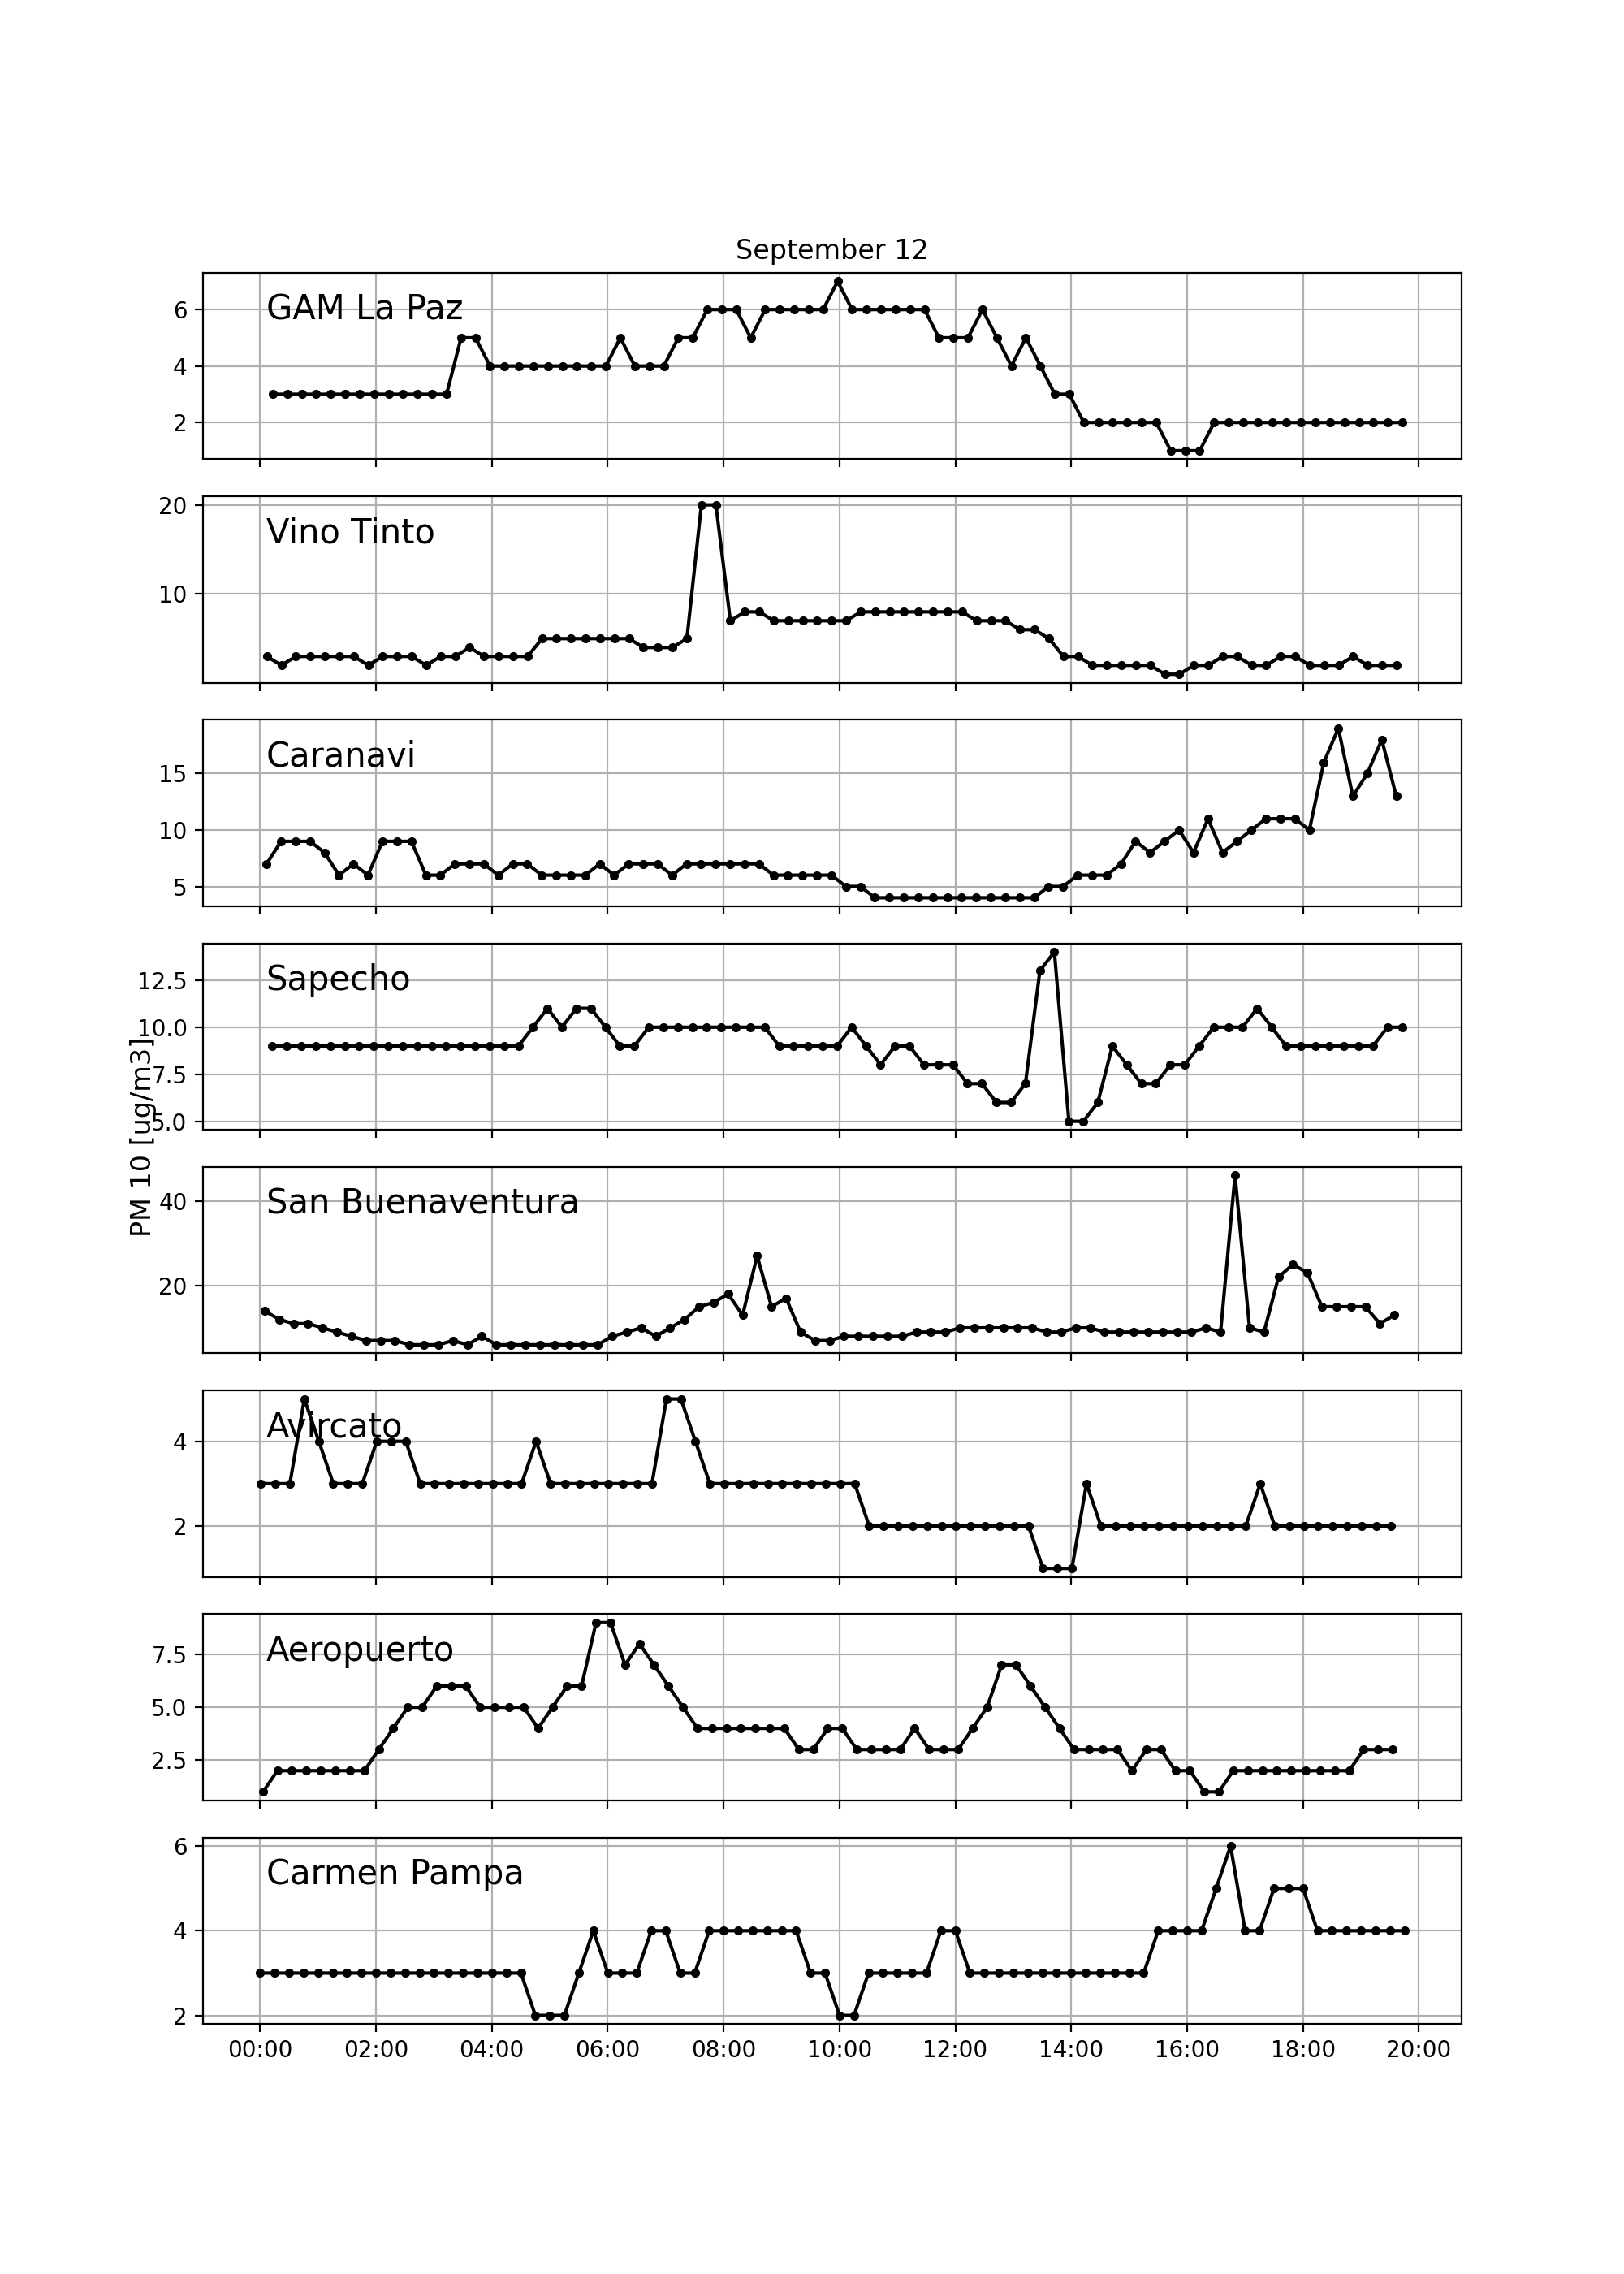 September 12
GAM La Paz
6
4
2
Vino Tinto
20
10
Caranavi
15
10
5
Sapecho
12.5
10.0
7.5
5.0
PM 10 [ug/m3]
San Buenaventura
40
20
Avircato
4
2
Aeropuerto
7.5
5.0
2.5
Carmen Pampa
6
4
2
00:00 02:00 04:00 06:00 08:00 10:00 12:00 14:00 16:00 18:00 20:00